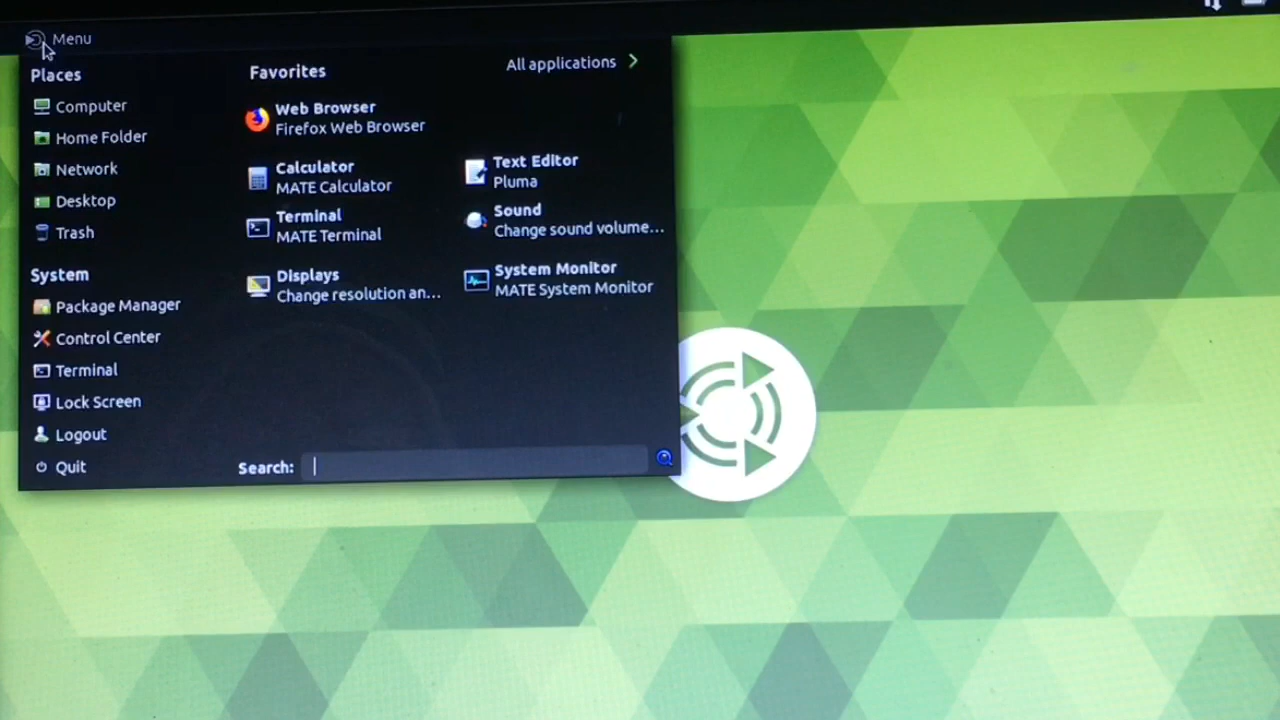 Menu
Places
Computer
Home Folder
Network
Desktop
Trash
System
Package Manager
Control Center
Terminal
Lock Screen
Logout
Quit
Favorites
All applications
Web Browser
Firefox Web Browser
Calculator
MATE Calculator
Text Editor
Pluma
Terminal
MATE Terminal
Sound
Change sound volume...
Displays
Change resolution an...
System Monitor
MATE System Monitor
Search: